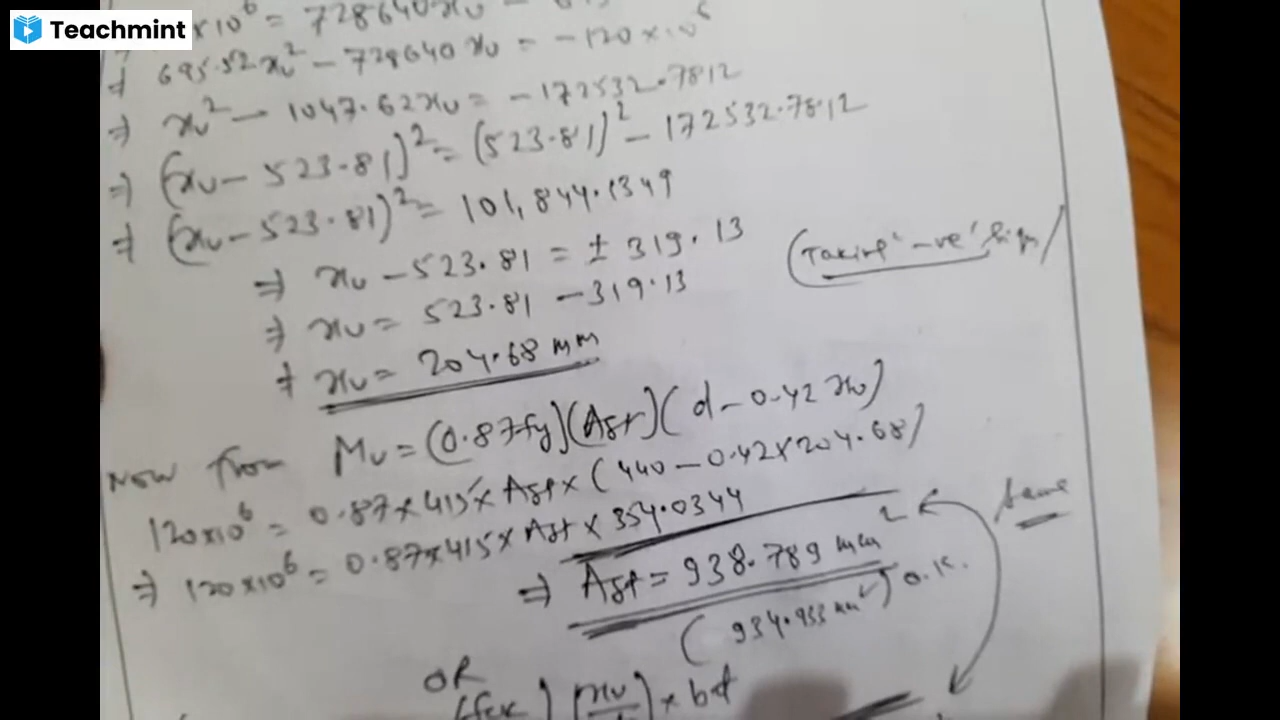 Teachmint
×10⁶ = 728640xu -
⇒ 695.52xu² - 728640xu = -120×10⁶
⇒ xu² - 1047.62xu = -172532.7812
⇒ (xu - 523.81)² = (523.81)² - 172532.7812
⇒ (xu - 523.81)² = 101,844.1349
⇒ xu - 523.81 = ± 319.13
(Taking '-ve' sign)
⇒ xu = 523.81 - 319.13
⇒ xu = 204.68 mm
Now from Mu = (0.87fy)(Ast)(d - 0.42xu)
120×10⁶ = 0.87×415×Ast×(440 - 0.42×204.68)
⇒ 120×10⁶ = 0.87×415×Ast×354.0344
same
⇒ Ast = 938.789 mm²
(934.933 mm²) O.K.
OR
(xu/ ) × bd